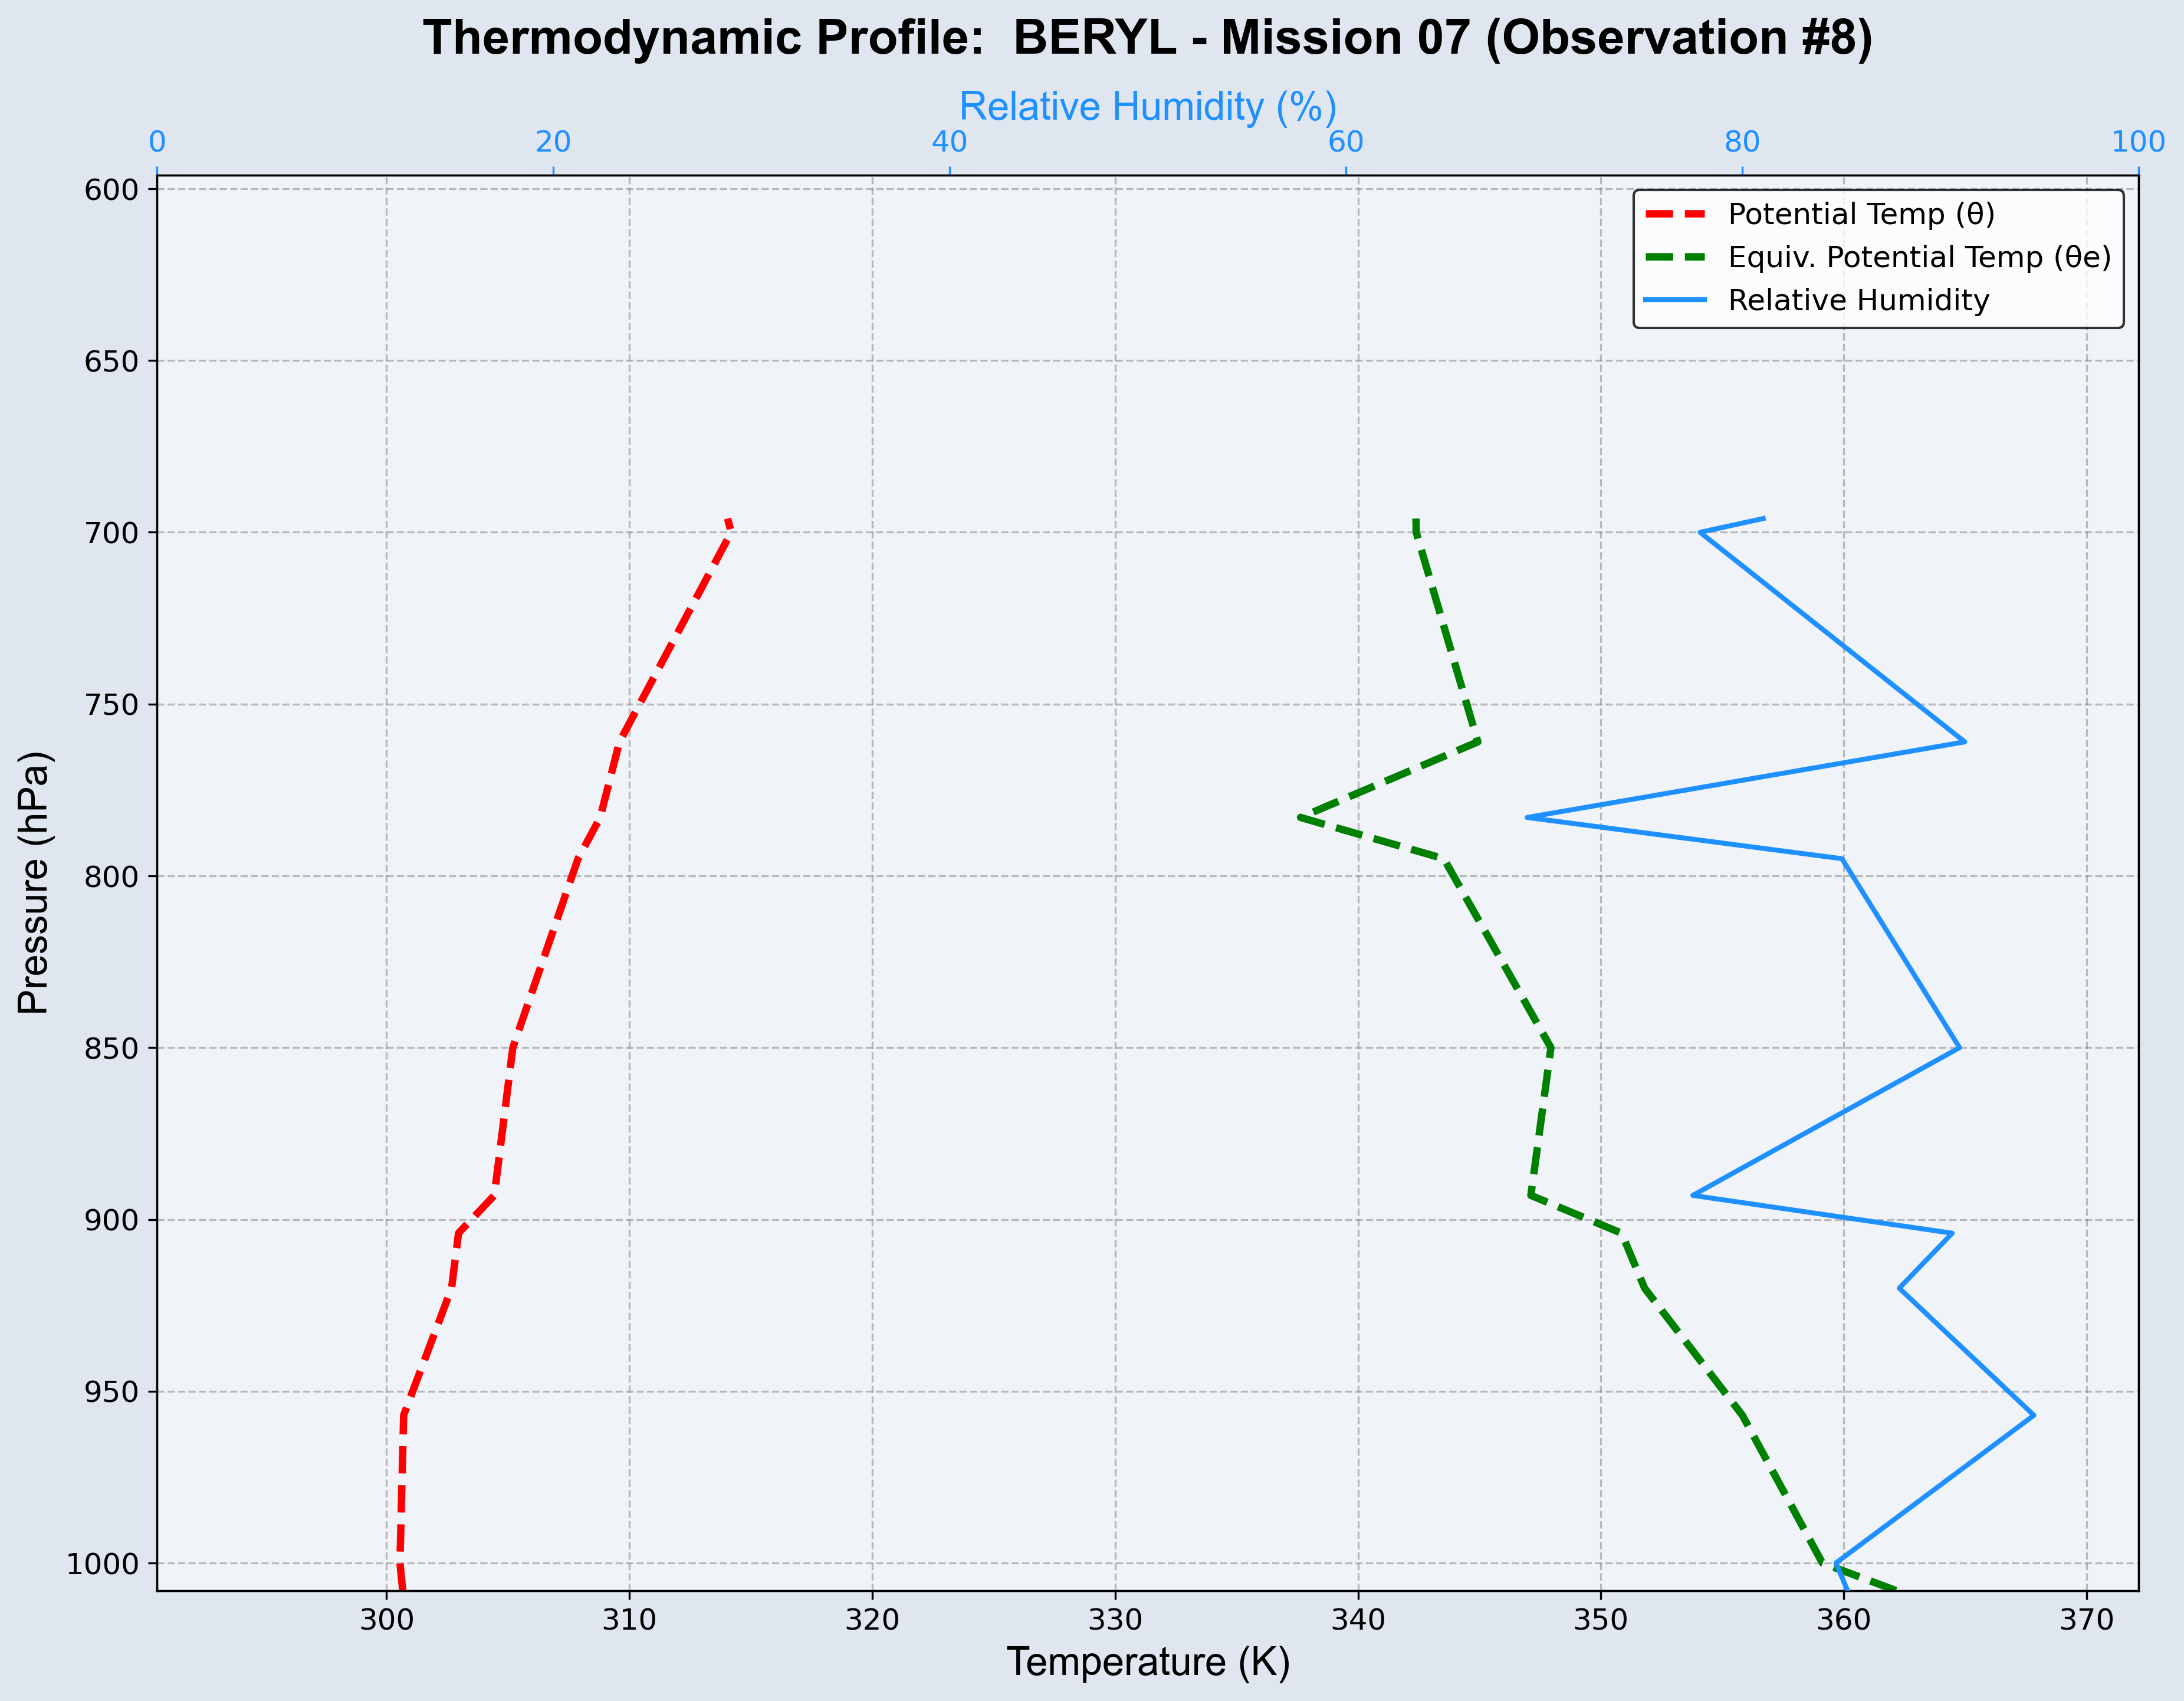 Thermodynamic Profile:  BERYL - Mission 07 (Observation #8)
Relative Humidity (%)
0 20 40 60 80 100
Potential Temp (θ)
Equiv. Potential Temp (θe)
Relative Humidity
Pressure (hPa)
600
650
700
750
800
850
900
950
1000
300 310 320 330 340 350 360 370
Temperature (K)